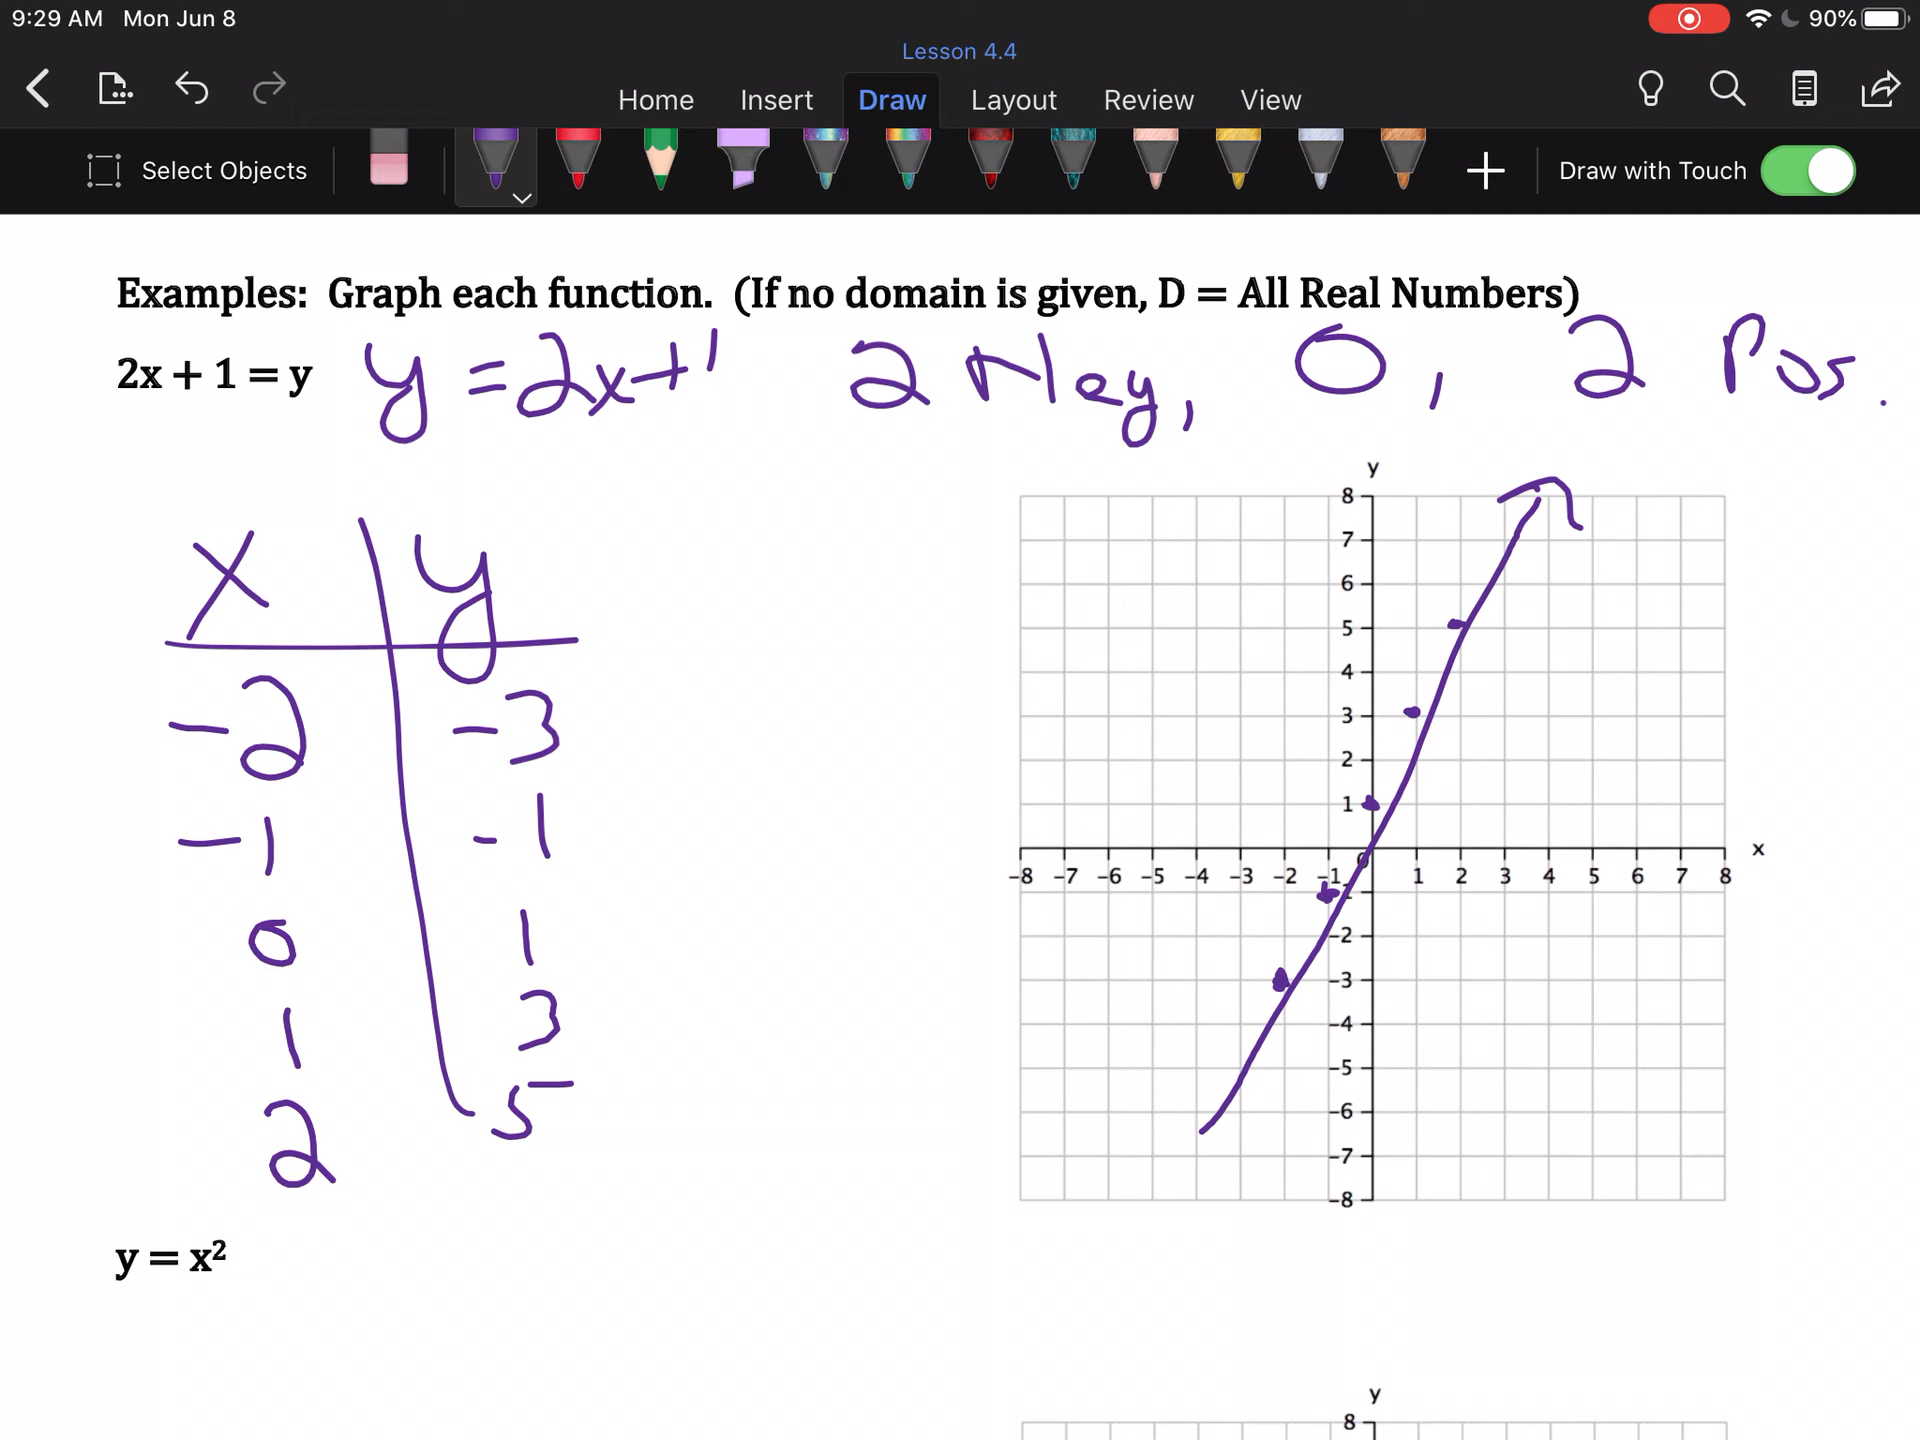 9:29 AM Mon Jun 8
90%
Lesson 4.4
Home Insert Draw Layout Review View
Select Objects
Draw with Touch
Examples: Graph each function. (If no domain is given, D = All Real Numbers)
2x + 1 = y y = 2x+1 2 Neg, 0, 2 Pos.
y
x y
-2 -3
-1 -1
0 1
1 3
2 5
8
7
6
5
4
3
2
1
x
0
-8 -7 -6 -5 -4 -3 -2 -1 1 2 3 4 5 6 7 8
-2
-3
-4
-5
-6
-7
-8
y = x²
y
8